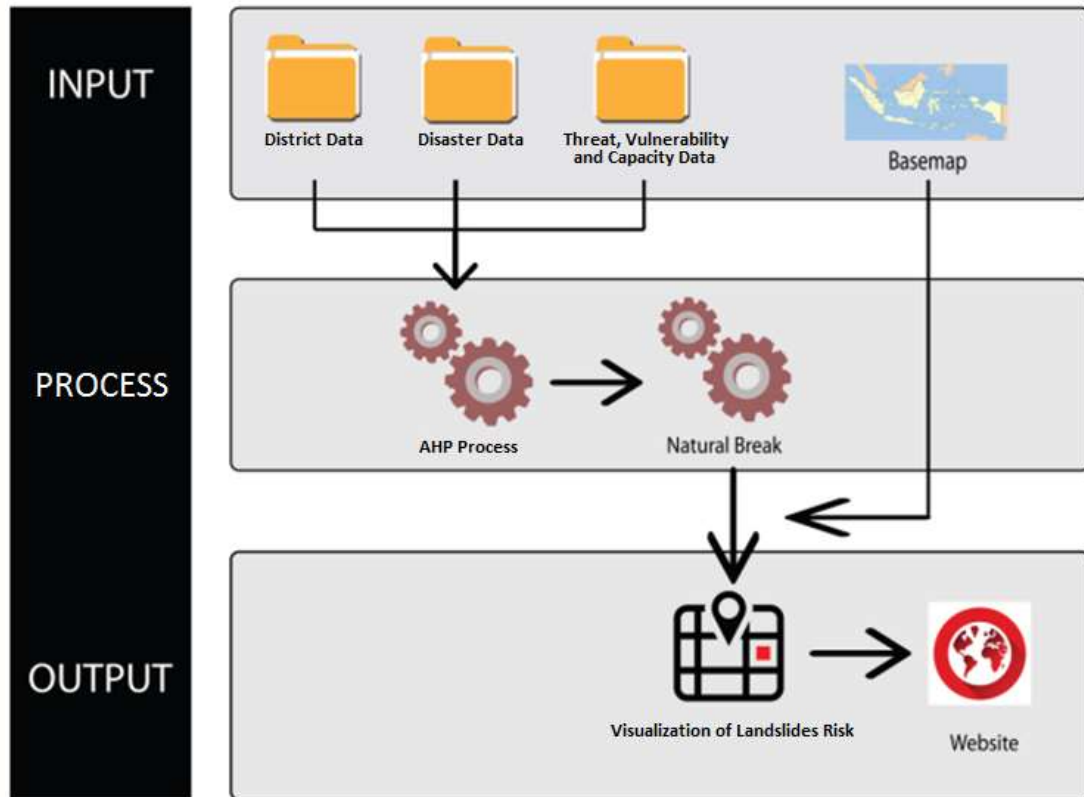 INPUT
District Data
Disaster Data
Threat, Vulnerability
and Capacity Data
Basemap
PROCESS
AHP Process
Natural Break
OUTPUT
Visualization of Landslides Risk
Website